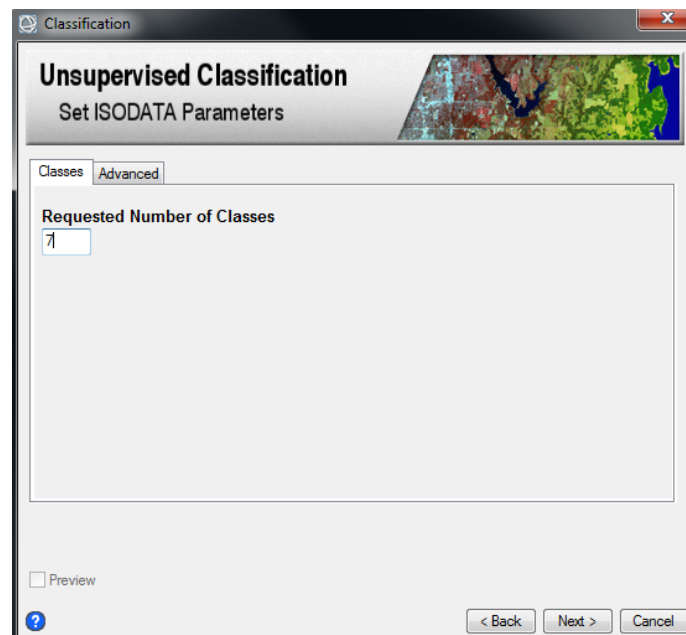 Classification
Unsupervised Classification
Set ISODATA Parameters
Classes Advanced
Requested Number of Classes
7
Preview
? < Back Next > Cancel